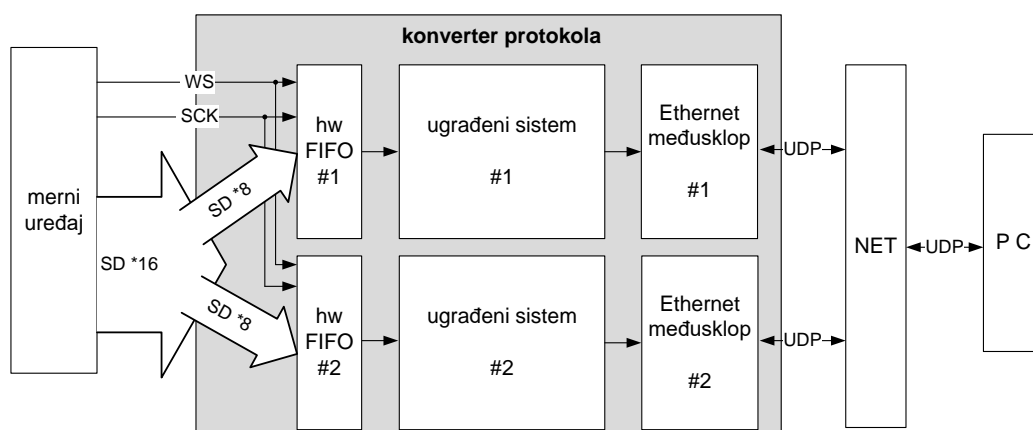 konverter protokola
merni
uređaj
WS
SCK
SD *16
SD *8
SD *8
hw
FIFO
#1
ugrađeni sistem
#1
Ethernet
međusklop
#1
UDP
hw
FIFO
#2
ugrađeni sistem
#2
Ethernet
međusklop
#2
UDP
NET
UDP
P C